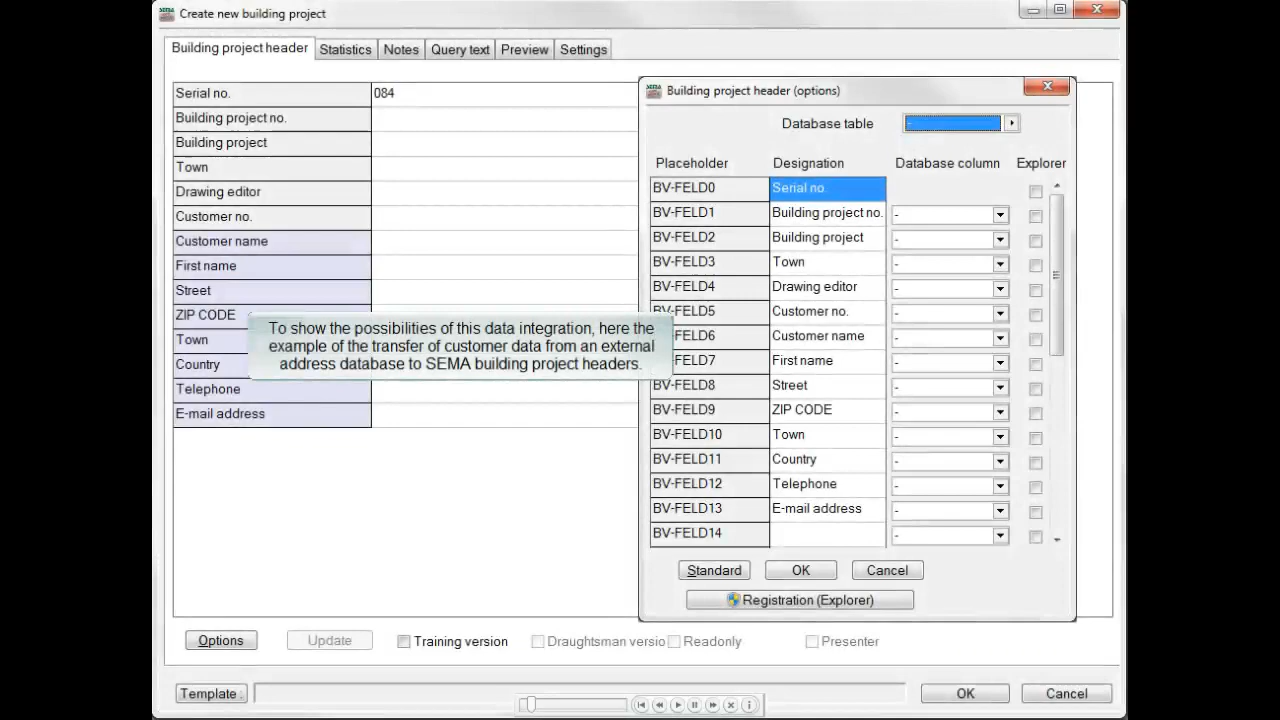 Create new building project
Building project header
Statistics
Notes
Query text
Preview
Settings
Serial no.
084
Building project no.
Building project
Town
Drawing editor
Customer no.
Customer name
First name
Street
ZIP CODE
Town
Country
Telephone
E-mail address
To show the possibilities of this data integration, here the
example of the transfer of customer data from an external
address database to SEMA building project headers.
Building project header (options)
Database table
-
Placeholder
Designation
Database column
Explorer
BV-FELD0
Serial no.
BV-FELD1
Building project no.
-
BV-FELD2
Building project
-
BV-FELD3
Town
-
BV-FELD4
Drawing editor
-
BV-FELD5
Customer no.
-
BV-FELD6
Customer name
-
BV-FELD7
First name
-
BV-FELD8
Street
-
BV-FELD9
ZIP CODE
-
BV-FELD10
Town
-
BV-FELD11
Country
-
BV-FELD12
Telephone
-
BV-FELD13
E-mail address
-
BV-FELD14
-
Standard
OK
Cancel
Registration (Explorer)
Options
Update
Training version
Draughtsman versio
Readonly
Presenter
Template :
OK
Cancel